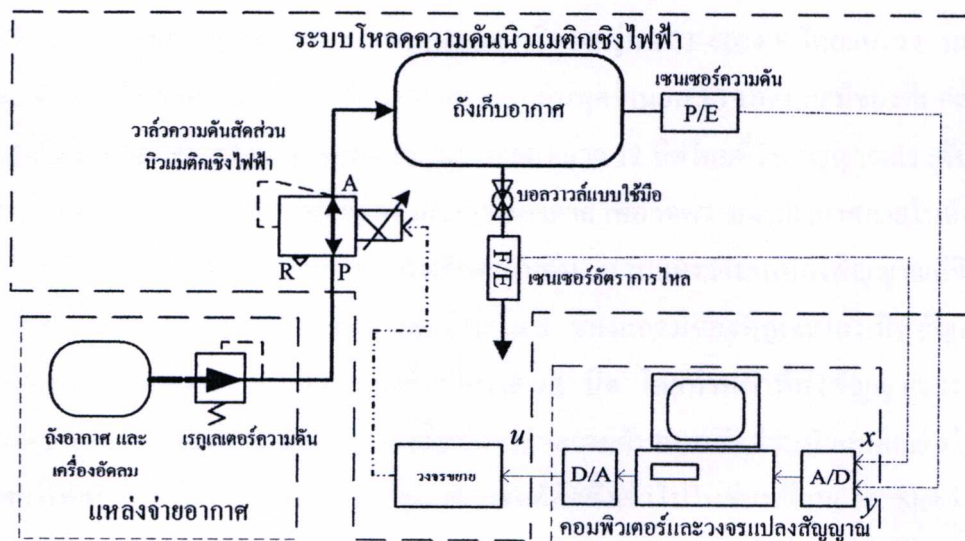 ระบบโหลดความดันนิวแมติกเชิงไฟฟ้า
เซนเซอร์ความดัน
P/E
ถังเก็บอากาศ
วาล์วความดันสัดส่วน
นิวแมติกเชิงไฟฟ้า
A
R
P
บอลวาวล์แบบใช้มือ
F/E
เซนเซอร์อัตราการไหล
ถังอากาศ และ
เครื่องอัดลม
เรกูเลเตอร์ความดัน
แหล่งจ่ายอากาศ
u
วงจรขยาย
D/A
A/D
x
y
คอมพิวเตอร์และวงจรแปลงสัญญาณ